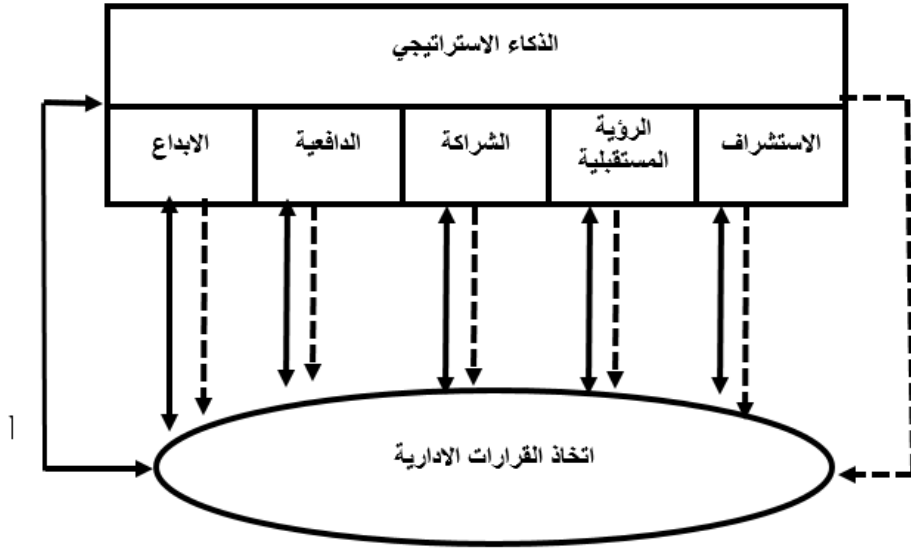 الذكاء الاستراتيجي
الاستشراف
الرؤية
المستقبلية
الشراكة
الدافعية
الابداع
اتخاذ القرارات الادارية